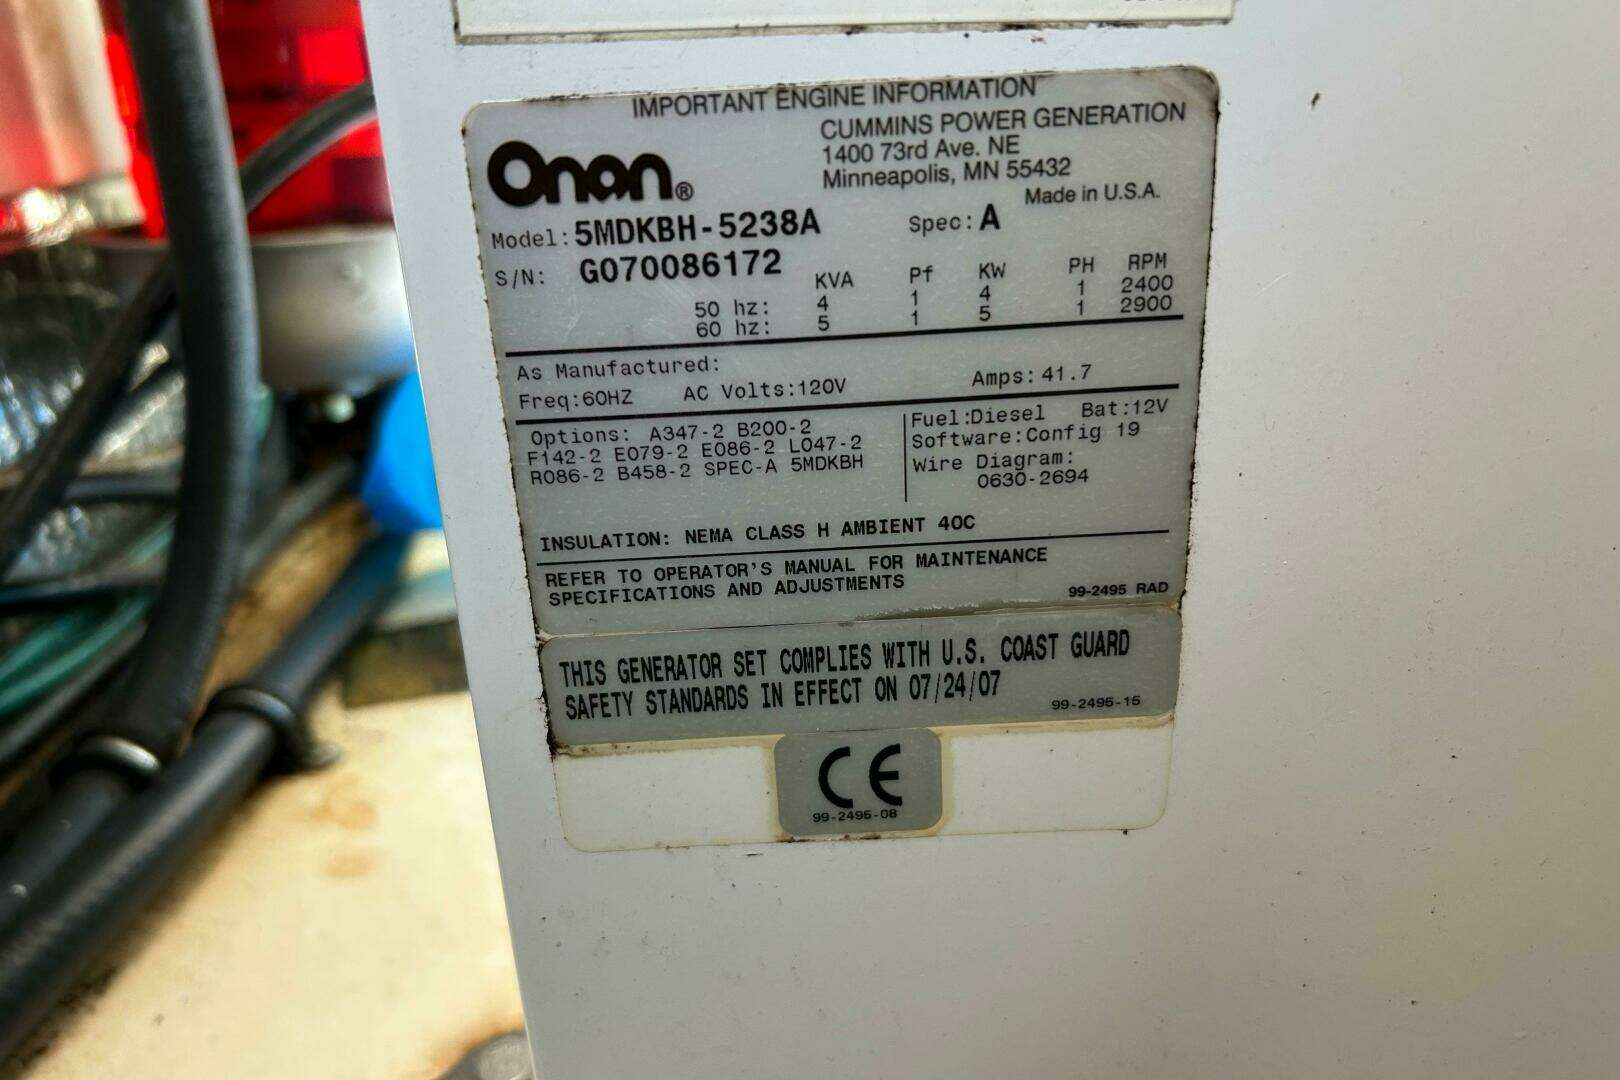 IMPORTANT ENGINE INFORMATION
Onan®
CUMMINS POWER GENERATION
1400 73rd Ave. NE
Minneapolis, MN 55432
Made in U.S.A.
Model: 5MDKBH-5238A Spec: A
S/N: G070086172
KVA Pf KW PH RPM
50 hz: 4 1 4 1 2400
60 hz: 5 1 5 1 2900
As Manufactured:
Freq:60HZ AC Volts:120V Amps: 41.7
Options: A347-2 B200-2
F142-2 E079-2 E086-2 L047-2
R086-2 B458-2 SPEC-A 5MDKBH
Fuel:Diesel Bat:12V
Software:Config 19
Wire Diagram:
0630-2694
INSULATION: NEMA CLASS H AMBIENT 40C
REFER TO OPERATOR'S MANUAL FOR MAINTENANCE
SPECIFICATIONS AND ADJUSTMENTS
99-2495 RAD
THIS GENERATOR SET COMPLIES WITH U.S. COAST GUARD
SAFETY STANDARDS IN EFFECT ON 07/24/07
99-2495-15
CE
99-2495-08